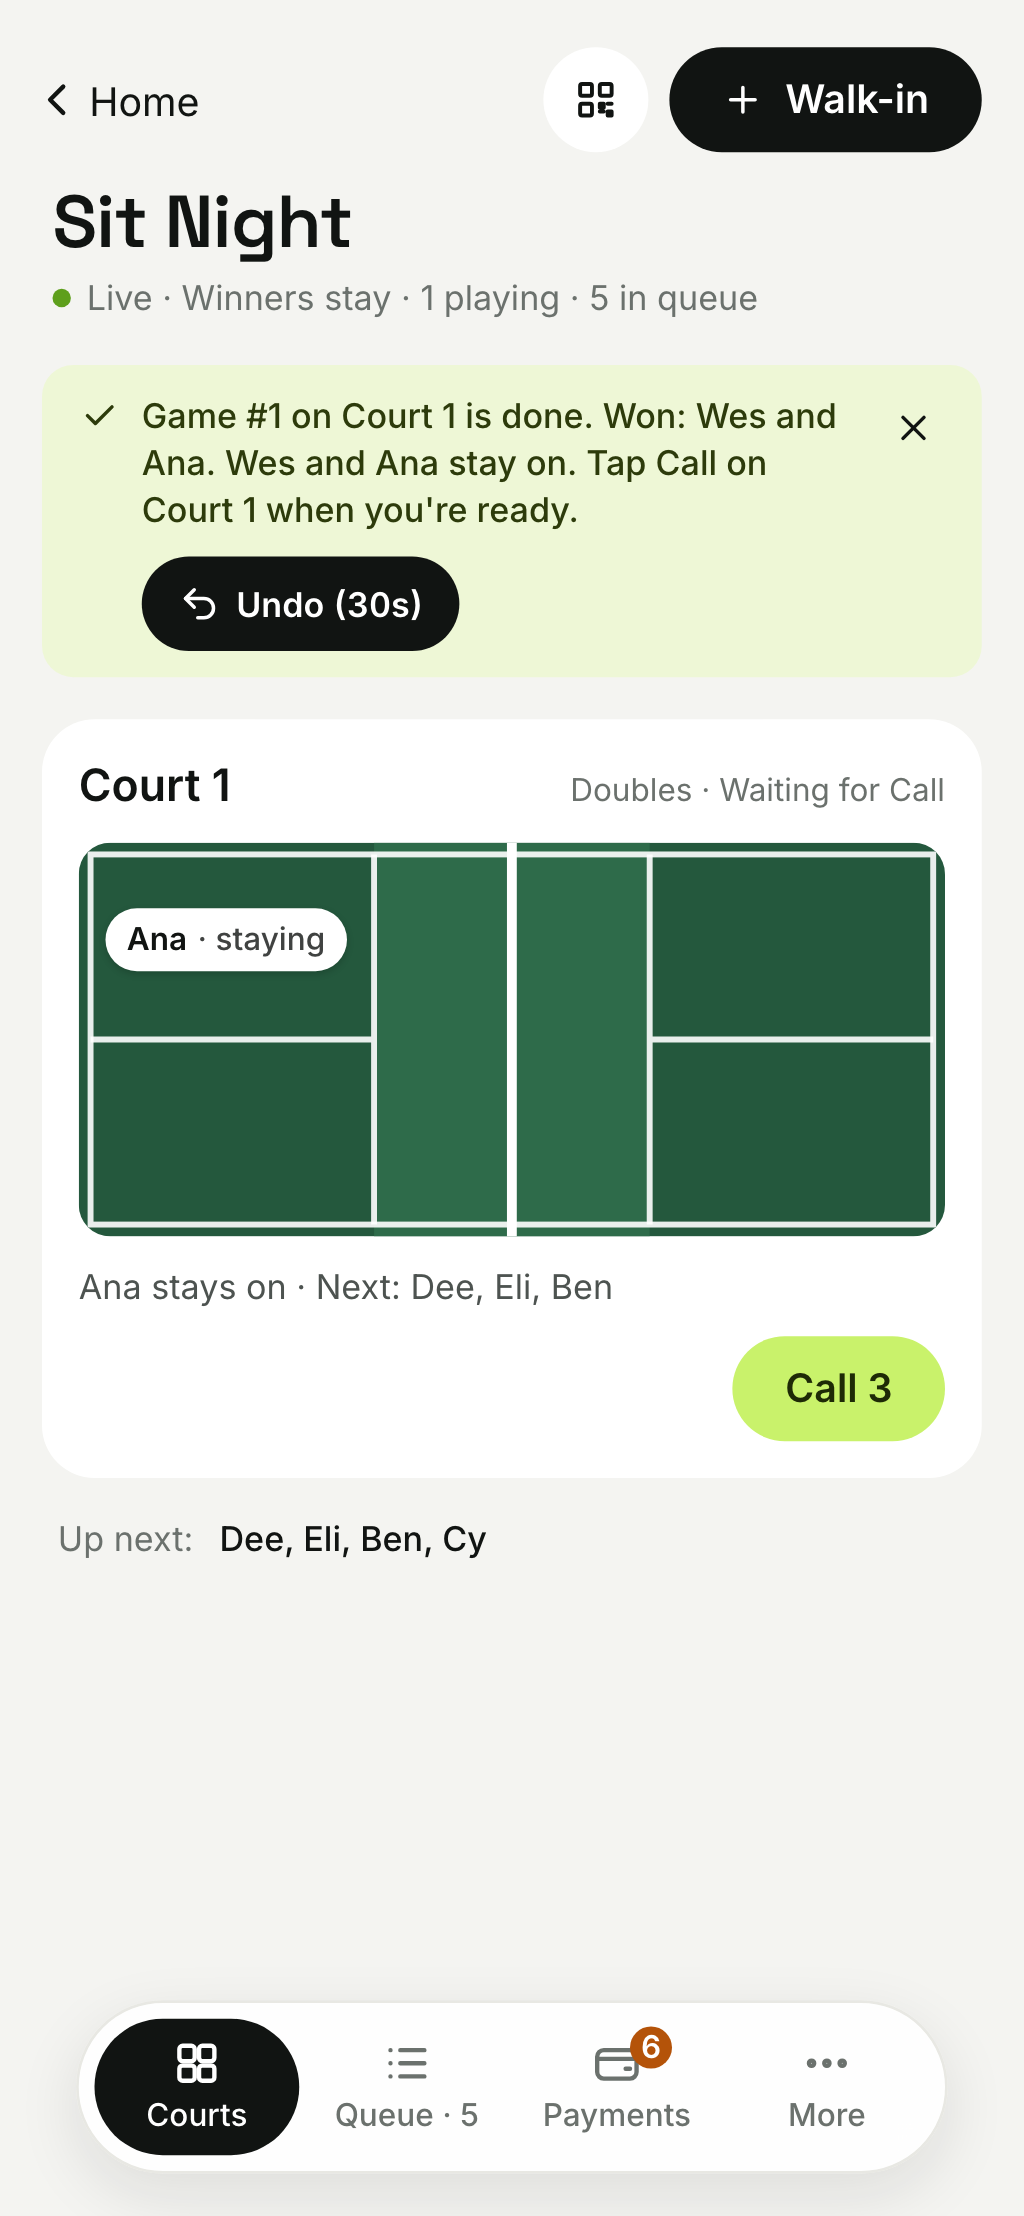 Home
Walk-in
Sit Night
Live · Winners stay · 1 playing · 5 in queue
Game #1 on Court 1 is done. Won: Wes and
Ana. Wes and Ana stay on. Tap Call on
Court 1 when you're ready.
Undo (30s)
Court 1
Doubles · Waiting for Call
Ana · staying
Ana stays on · Next: Dee, Eli, Ben
Call 3
Up next: Dee, Eli, Ben, Cy
6
Courts
Queue · 5
Payments
More